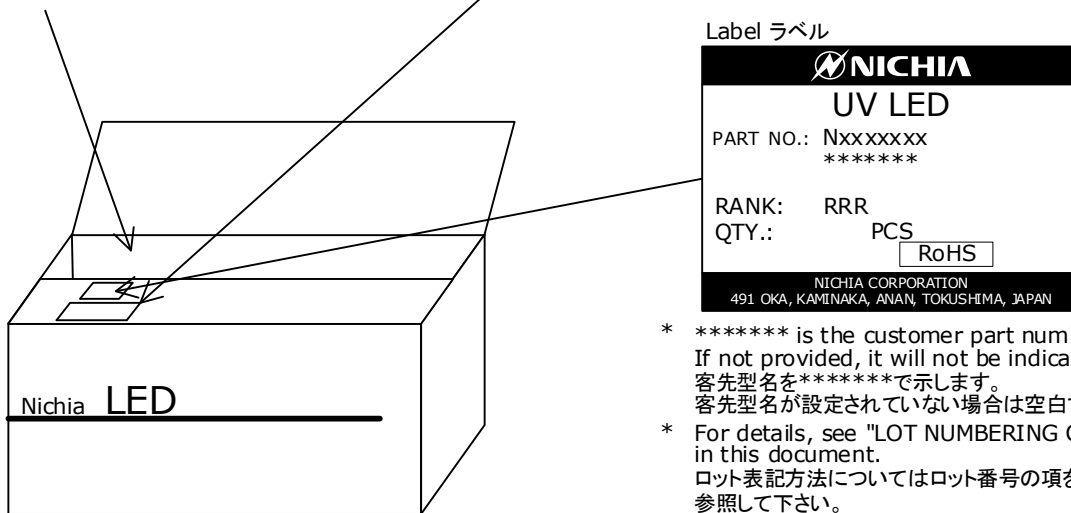 Label ラベル
NICHIA
UV LED
PART NO.: Nxxxxxxx
*******
RANK: RRR
QTY.: PCS
RoHS
NICHIA CORPORATION
491 OKA, KAMINAKA, ANAN, TOKUSHIMA, JAPAN
Nichia LED
* ******* is the customer part num
If not provided, it will not be indica
客先型名を*******で示します。
客先型名が設定されていない場合は空白
* For details, see "LOT NUMBERING
in this document.
ロット表記方法についてはロット番号の項を
参照して下さい。